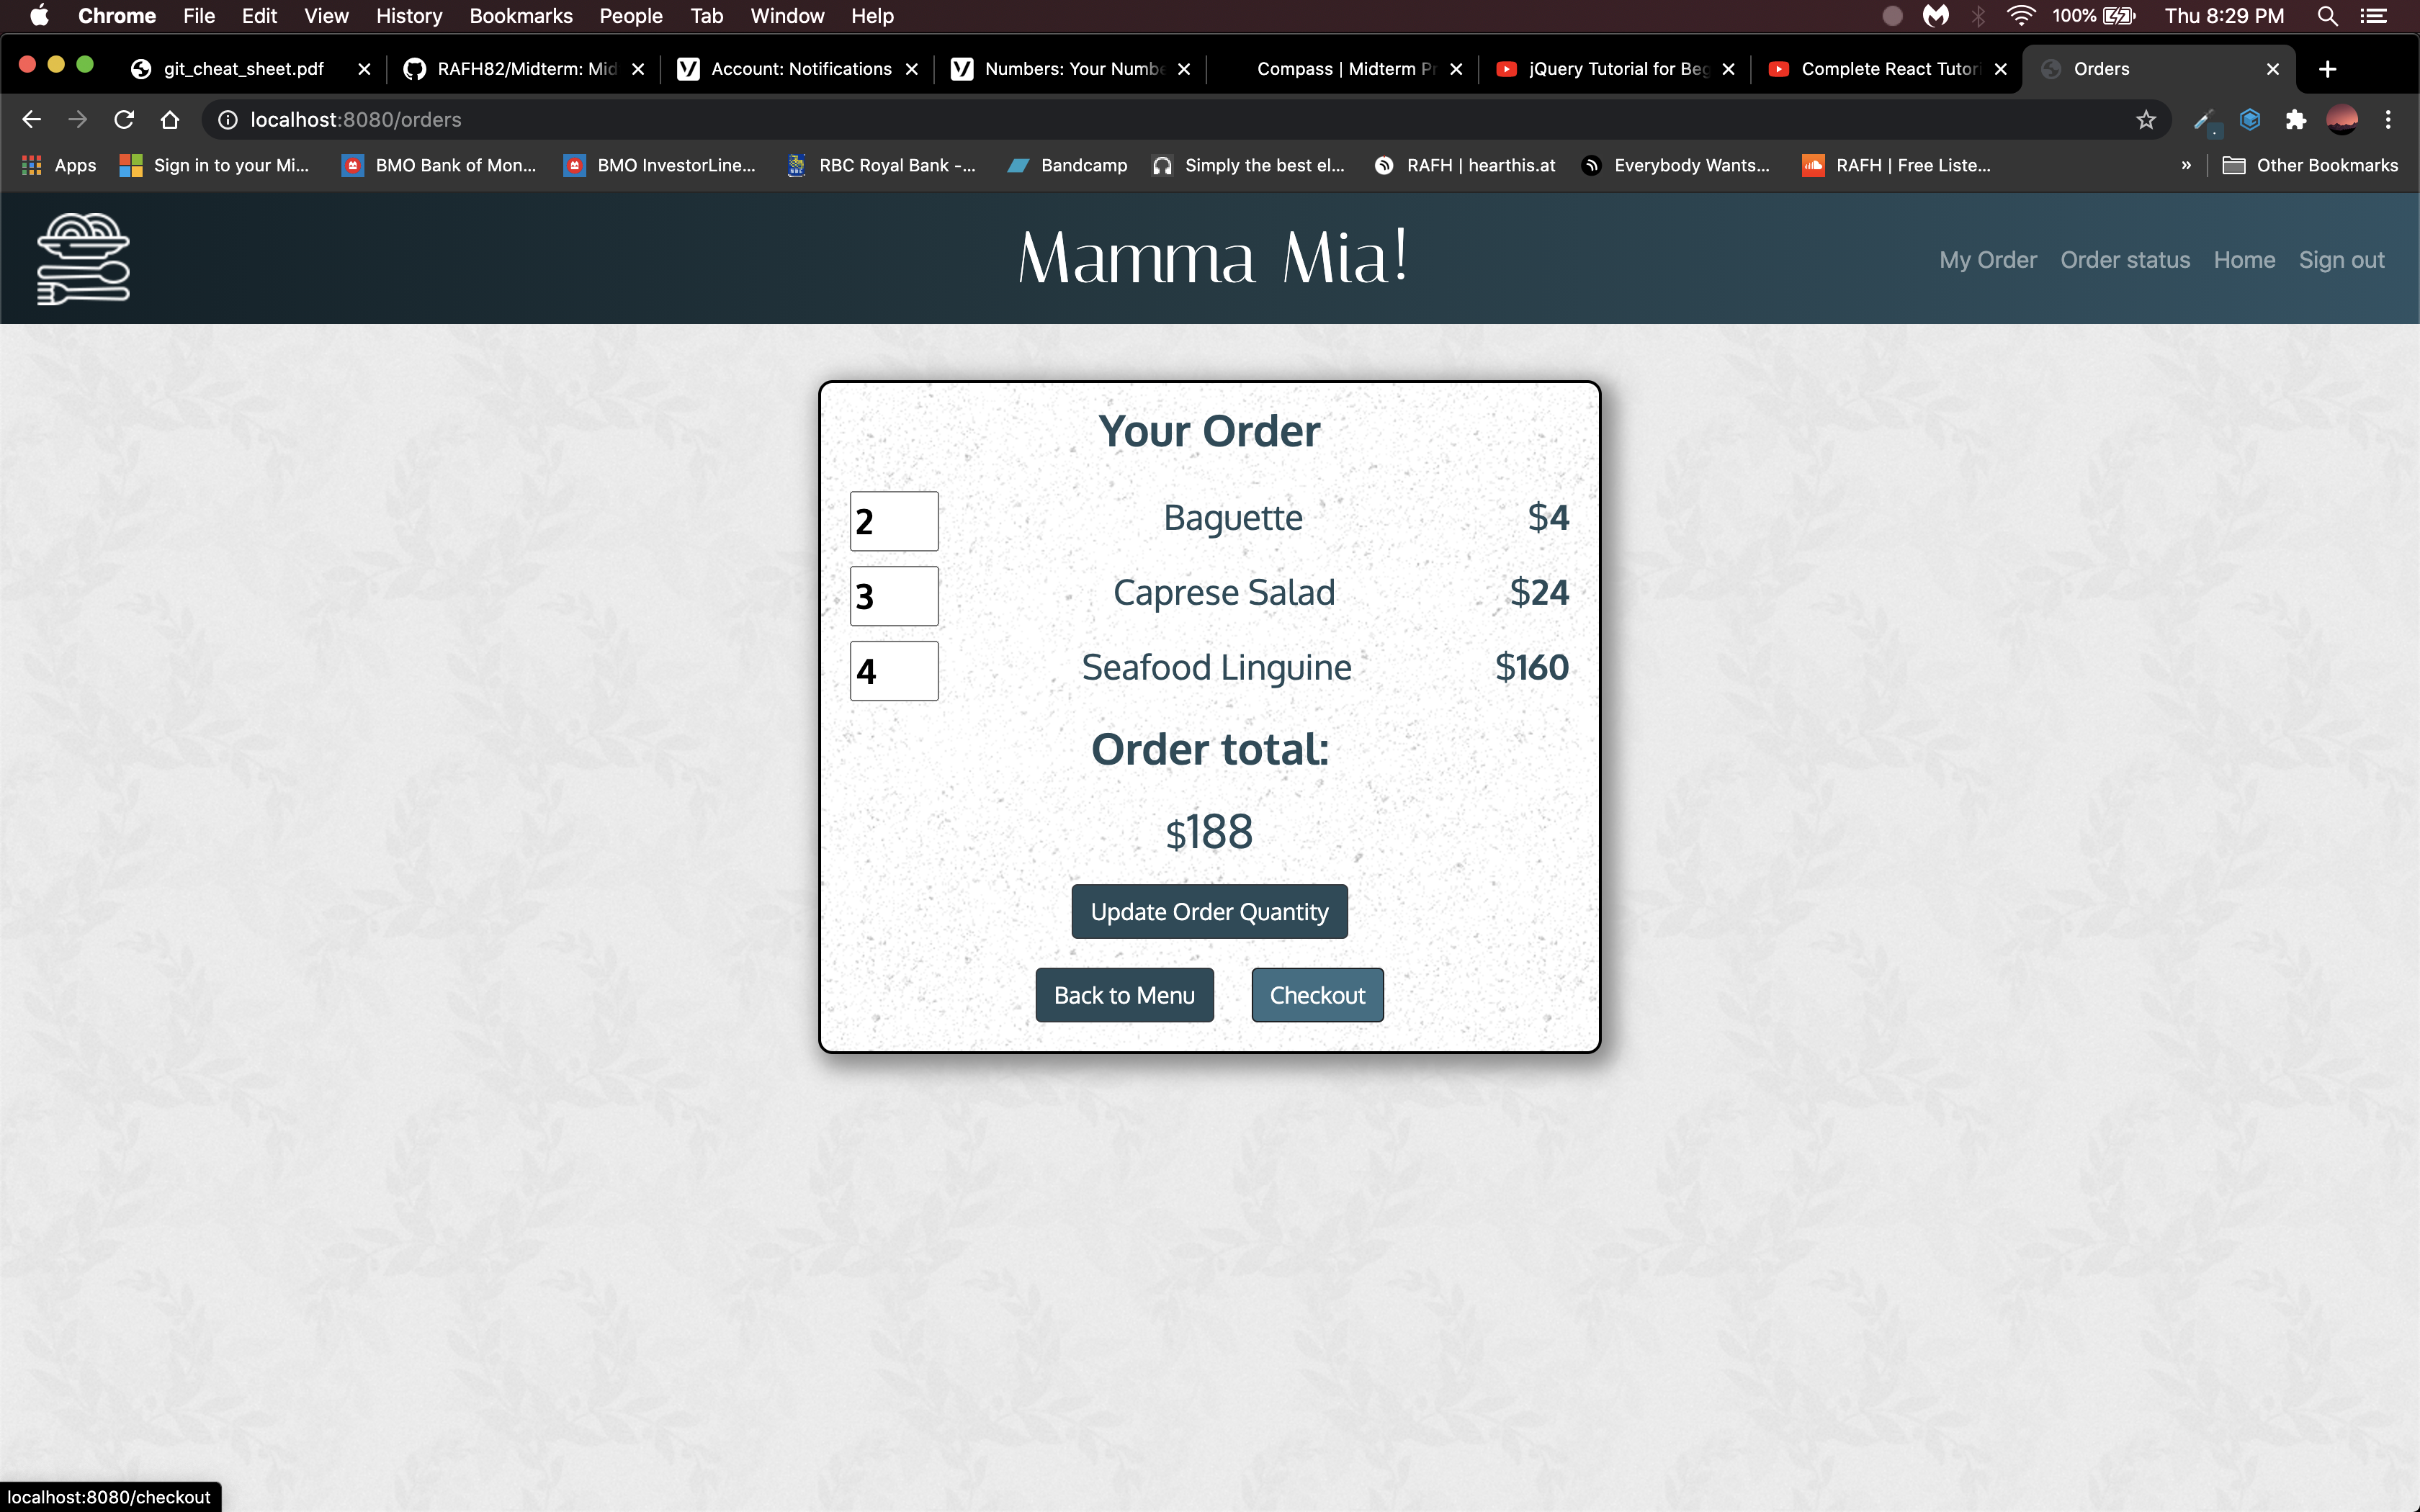 Chrome File Edit View History Bookmarks People Tab Window Help 100% Thu 8:29 PM
git_cheat_sheet.pdf RAFH82/Midterm: Mid Account: Notifications Numbers: Your Numbe Compass | Midterm Pr jQuery Tutorial for Beg Complete React Tutori Orders
localhost:8080/orders
Apps Sign in to your Mi... BMO Bank of Mon... BMO InvestorLine... RBC Royal Bank -... Bandcamp Simply the best el... RAFH | hearthis.at Everybody Wants... RAFH | Free Liste... » Other Bookmarks
Mamma Mia!
My Order Order status Home Sign out
Your Order
2 Baguette $4
3 Caprese Salad $24
4 Seafood Linguine $160
Order total:
$188
Update Order Quantity
Back to Menu Checkout
localhost:8080/checkout